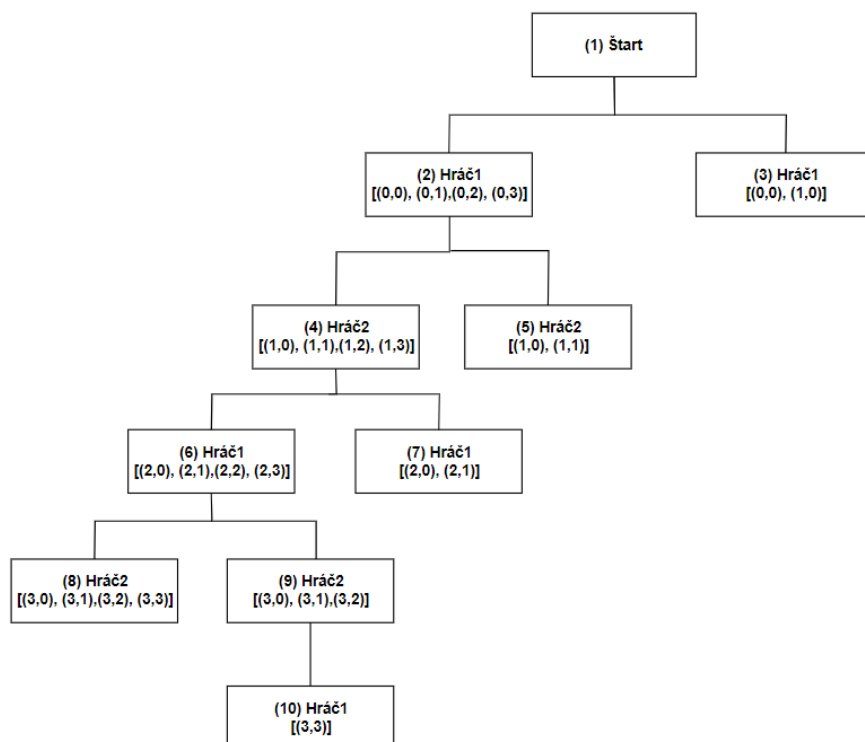 (1) Štart
(2) Hráč1
[(0,0), (0,1),(0,2), (0,3)]
(3) Hráč1
[(0,0), (1,0)]
(4) Hráč2
[(1,0), (1,1),(1,2), (1,3)]
(5) Hráč2
[(1,0), (1,1)]
(6) Hráč1
[(2,0), (2,1),(2,2), (2,3)]
(7) Hráč1
[(2,0), (2,1)]
(8) Hráč2
[(3,0), (3,1),(3,2), (3,3)]
(9) Hráč2
[(3,0), (3,1),(3,2)]
(10) Hráč1
[(3,3)]